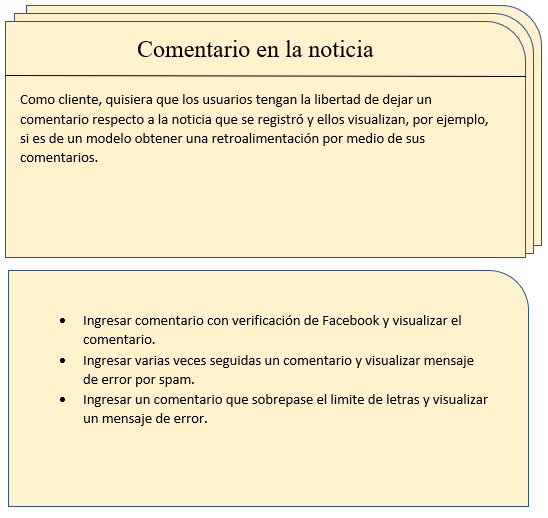 Comentario en la noticia
Como cliente, quisiera que los usuarios tengan la libertad de dejar un
comentario respecto a la noticia que se registró y ellos visualizan, por ejemplo,
si es de un modelo obtener una retroalimentación por medio de sus
comentarios.
• Ingresar comentario con verificación de Facebook y visualizar el
comentario.
• Ingresar varias veces seguidas un comentario y visualizar mensaje
de error por spam.
• Ingresar un comentario que sobrepase el limite de letras y visualizar
un mensaje de error.